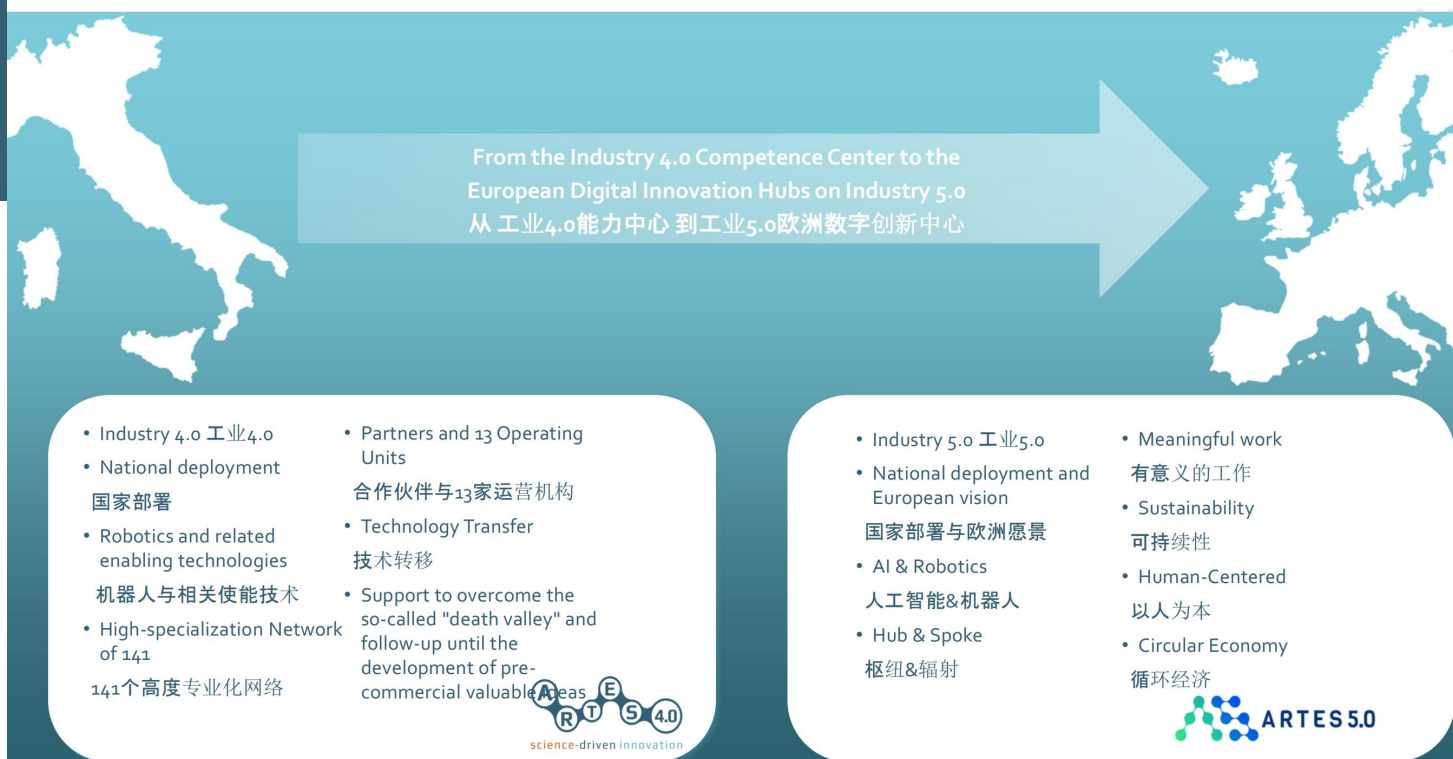 From the Industry 4.0 Competence Center to the
European Digital Innovation Hubs on Industry 5.0
从 工业4.0能力中心 到工业5.0欧洲数字创新中心
• Industry 4.0 工业4.0
• National deployment
国家部署
• Robotics and related
enabling technologies
机器人与相关使能技术
• High-specialization Network
of 141
141个高度专业化网络
• Partners and 13 Operating
Units
合作伙伴与13家运营机构
• Technology Transfer
技术转移
• Support to overcome the
so-called "death valley" and
follow-up until the
development of pre-
commercial valuable ideas
ARTES 4.0
science-driven innovation
• Industry 5.0 工业5.0
• National deployment and
European vision
国家部署与欧洲愿景
• AI & Robotics
人工智能&机器人
• Hub & Spoke
枢纽&辐射
• Meaningful work
有意义的工作
• Sustainability
可持续性
• Human-Centered
以人为本
• Circular Economy
循环经济
ARTES 5.0